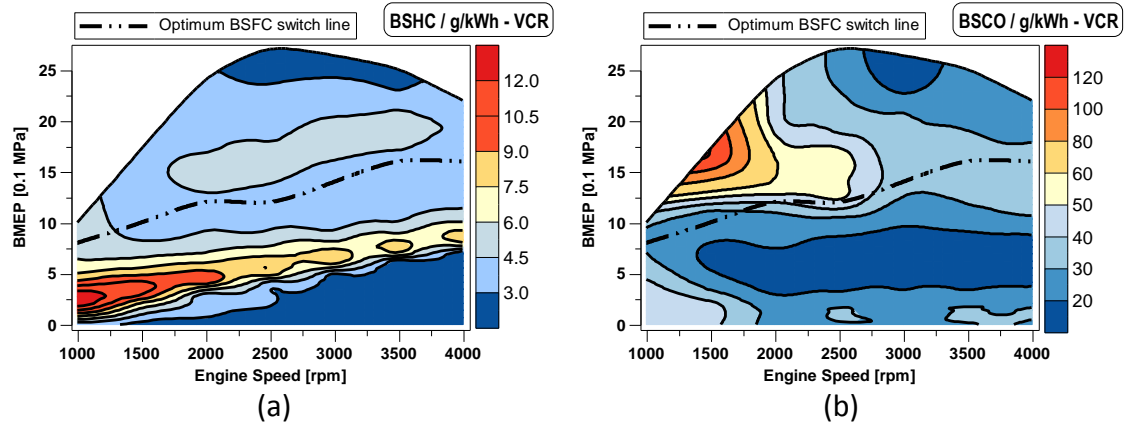 Optimum BSFC switch line
BSHC / g/kWh - VCR
BMEP [0.1 MPa]
25
20
15
10
5
0
12.0
10.5
9.0
7.5
6.0
4.5
3.0
1000 1500 2000 2500 3000 3500 4000
Engine Speed [rpm]
(a)
Optimum BSFC switch line
BSCO / g/kWh - VCR
BMEP [0.1 MPa]
25
20
15
10
5
0
120
100
80
60
50
40
30
20
1000 1500 2000 2500 3000 3500 4000
Engine Speed [rpm]
(b)